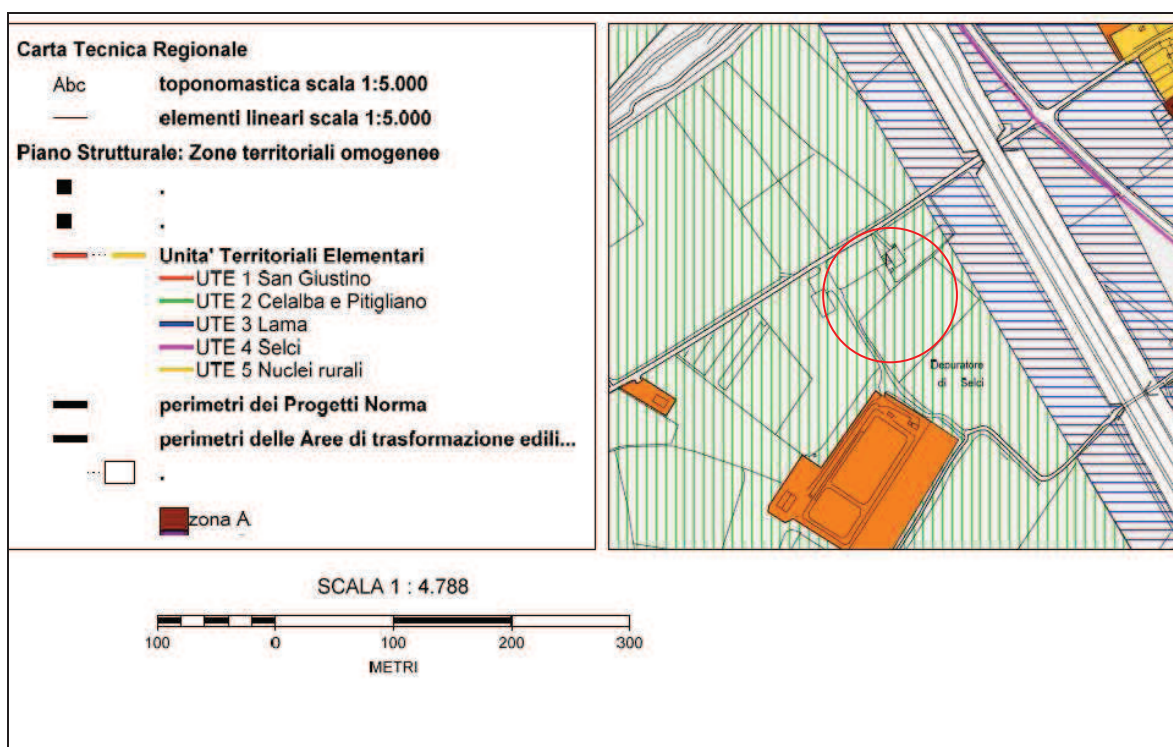 Carta Tecnica Regionale
Abc toponomastica scala 1:5.000
elementi lineari scala 1:5.000
Piano Strutturale: Zone territoriali omogenee
.
.
Unita' Territoriali Elementari
UTE 1 San Giustino
UTE 2 Celalba e Pitigliano
UTE 3 Lama
UTE 4 Selci
UTE 5 Nuclei rurali
perimetri dei Progetti Norma
perimetri delle Aree di trasformazione edili...
.
zona A
Depuratore
di Selci
SCALA 1 : 4.788
100 0 100 200 300
METRI